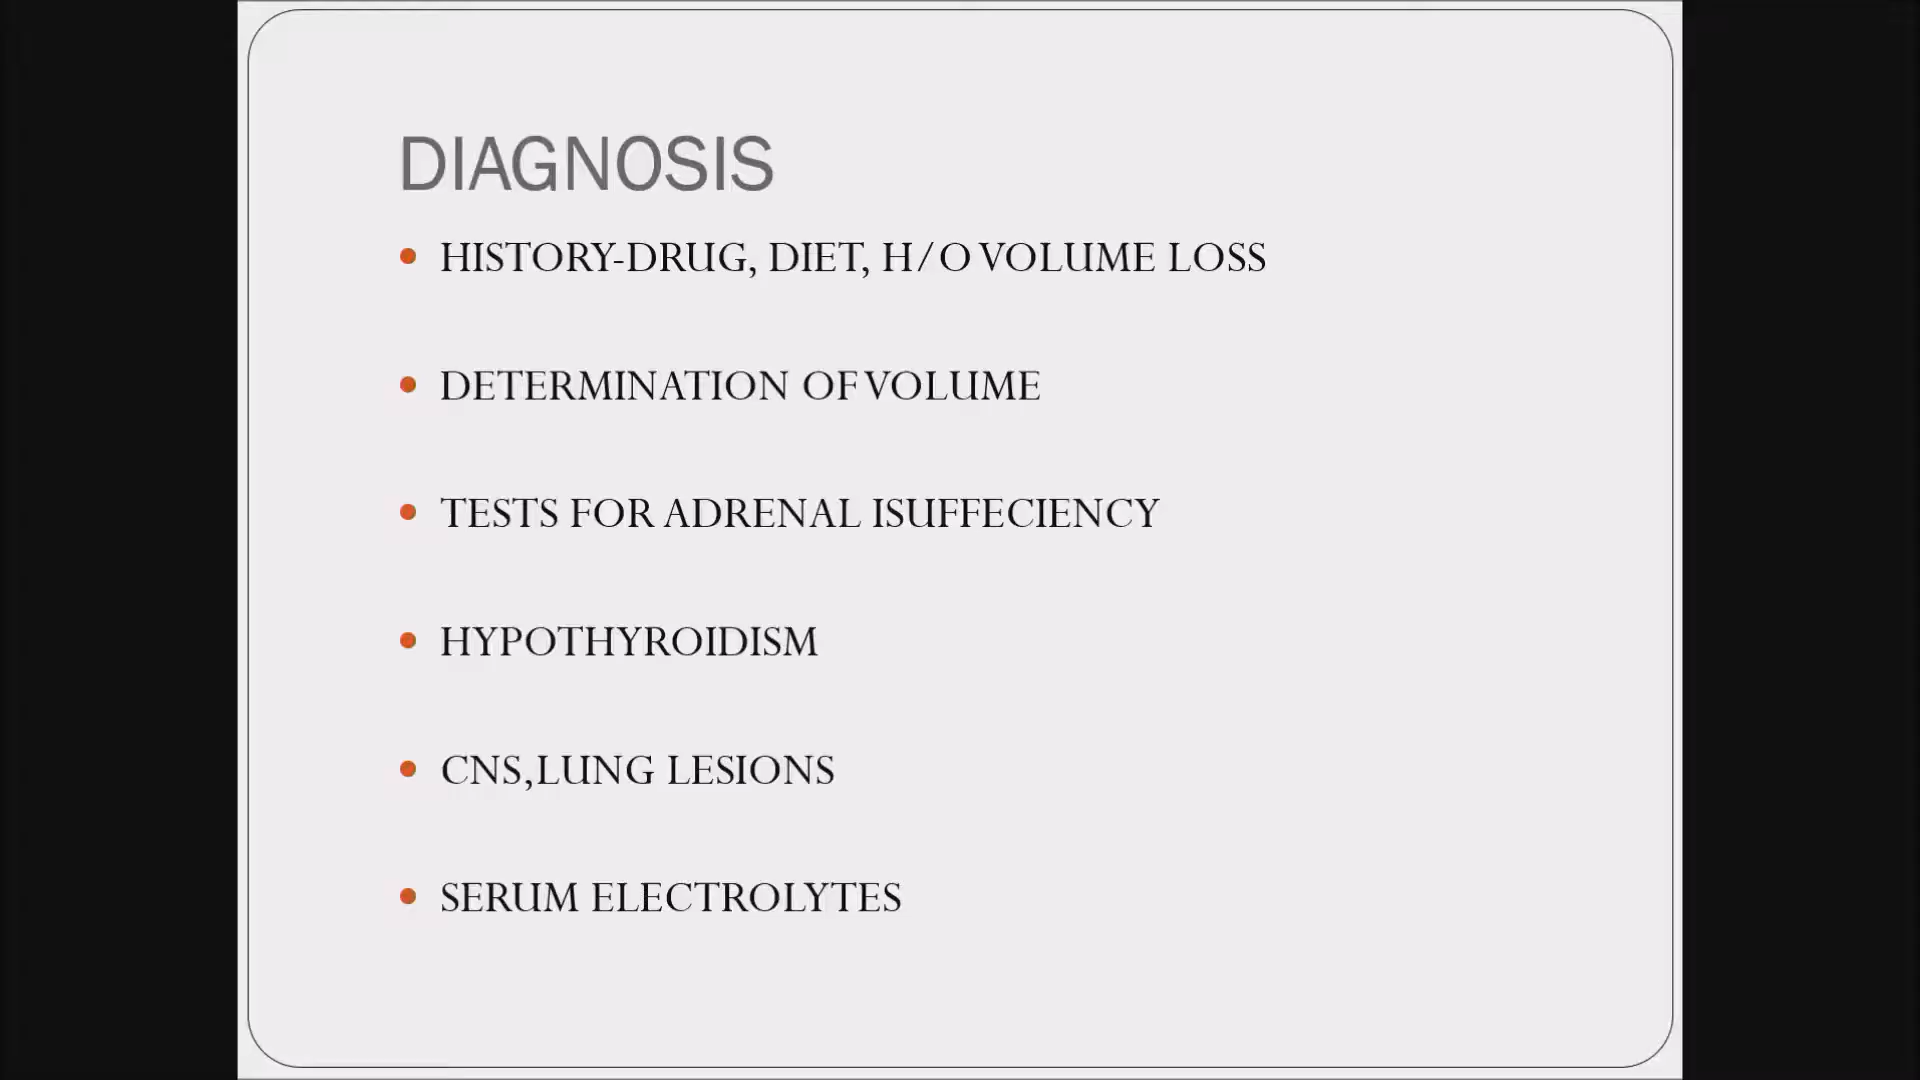 DIAGNOSIS
HISTORY-DRUG, DIET, H/O VOLUME LOSS
DETERMINATION OF VOLUME
TESTS FOR ADRENAL ISUFFECIENCY
HYPOTHYROIDISM
CNS,LUNG LESIONS
SERUM ELECTROLYTES